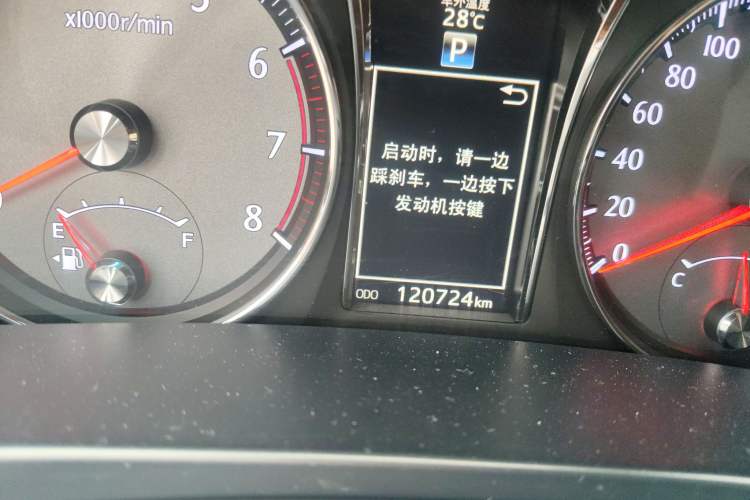 x1000r/min
5
6
7
8
E
F
车外温度
28℃
P
启动时，请一边
踩刹车，一边按下
发动机按键
ODO 120724km
100
80
60
40
20
0
C